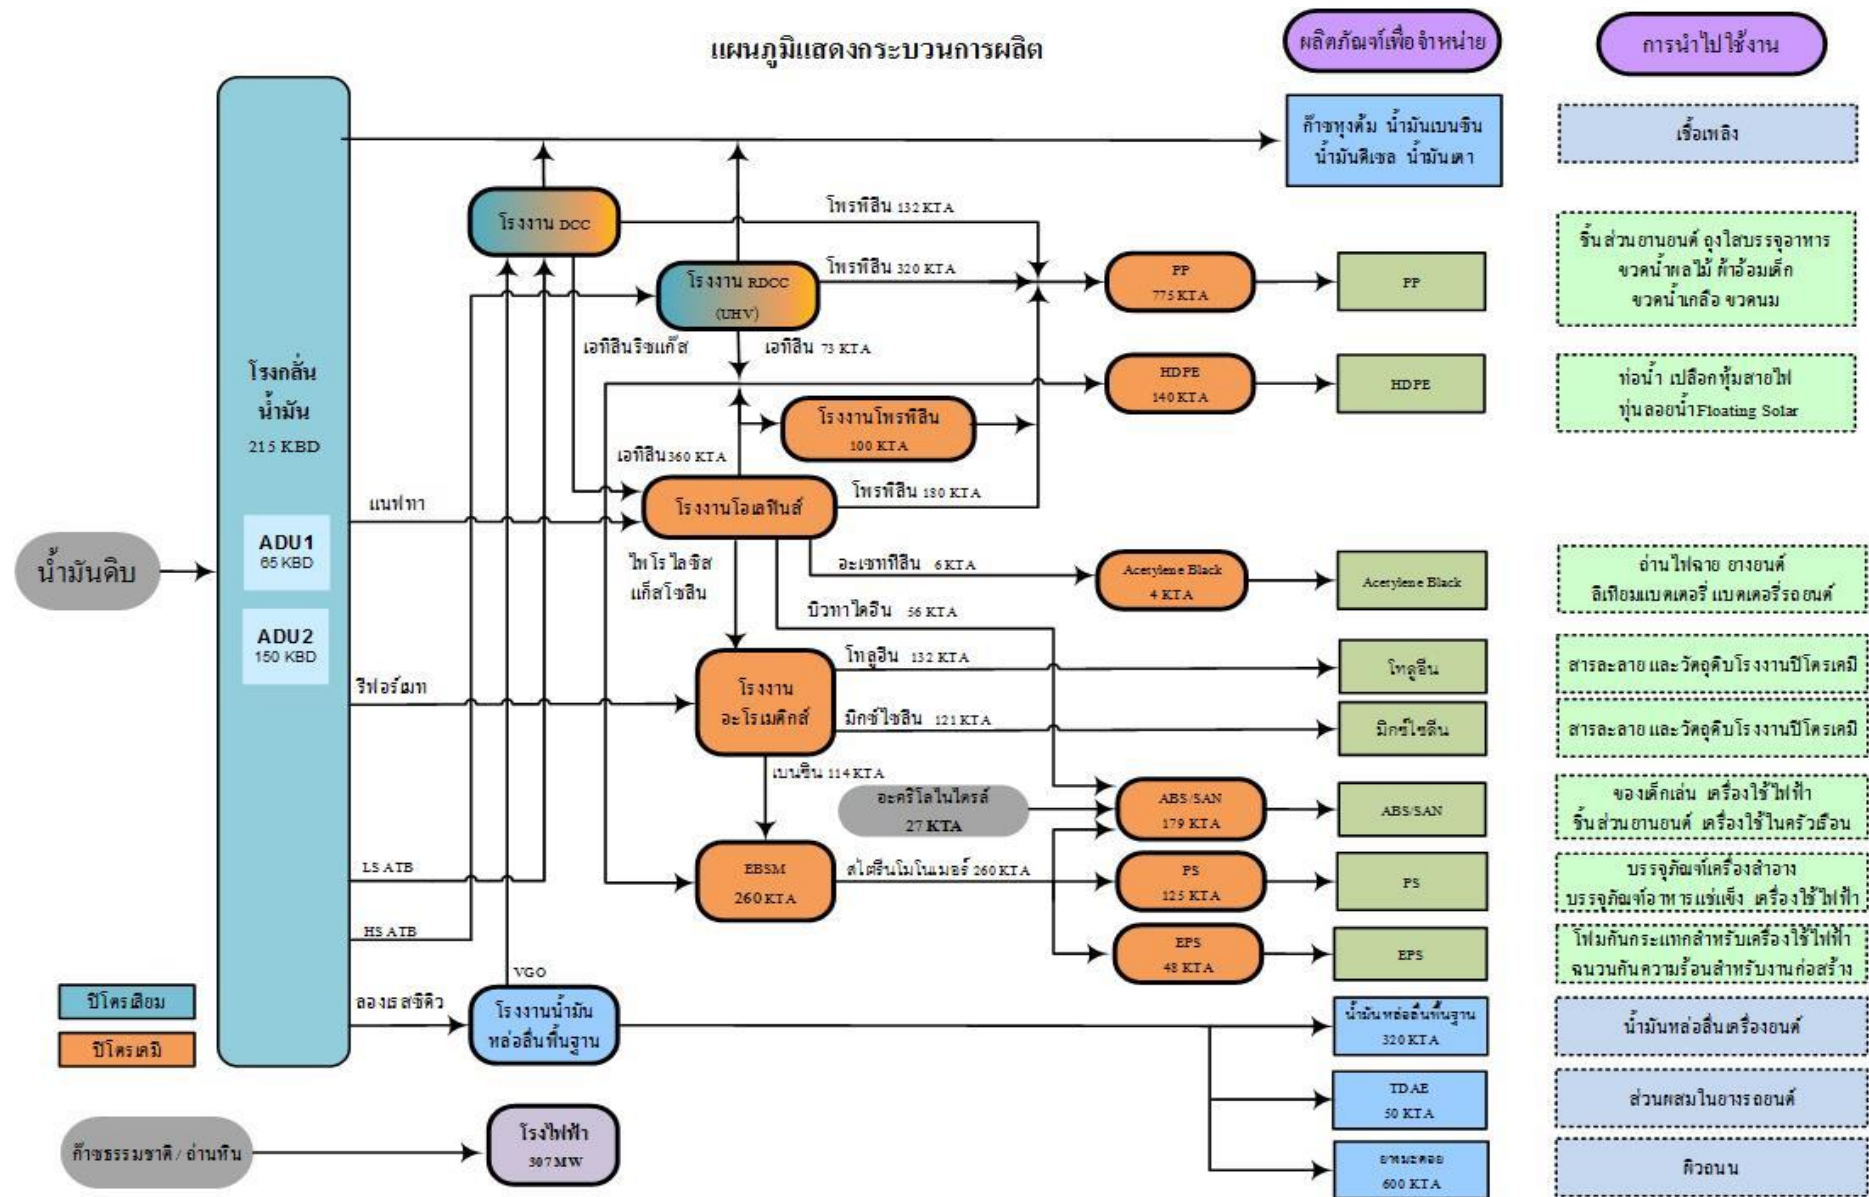 แผนภูมิแสดงกระบวนการผลิต
ผลิตภัณฑ์เพื่อจำหน่าย
การนำไปใช้งาน
โรงกลั่น
น้ำมัน
215 KBD
ADU1
65 KBD
ADU2
150 KBD
น้ำมันดิบ
ก๊าซหุงต้ม น้ำมันเบนซิน
น้ำมันดีเซล น้ำมันเตา
เชื้อเพลิง
โรงงาน DCC
โพรพิลีน 132 KTA
โรงงาน RDCC
(UHV)
โพรพิลีน 320 KTA
PP
775 KTA
PP
ชิ้นส่วนยานยนต์ ถุงใสบรรจุอาหาร
ขวดน้ำผลไม้ ผ้าอ้อมเด็ก
ขวดน้ำเกลือ ขวดนม
เอทิลีนริชแก๊ส
เอทิลีน 73 KTA
HDPE
140 KTA
HDPE
ท่อน้ำ เปลือกหุ้มสายไฟ
ทุ่นลอยน้ำFloating Solar
โรงงานโพรพิลีน
100 KTA
เอทิลีน360 KTA
โรงงานโอเลฟินส์
โพรพิลีน 180 KTA
แนฟทา
ไพโรไลซิส
แก๊สโซลีน
อะเซททีลีน 6 KTA
Acetylene Black
4 KTA
Acetylene Black
ถ่านไฟฉาย ยางยนต์
ลิเทียมแบตเตอรี่ แบตเตอรี่รถยนต์
บิวทาไดอีน 56 KTA
รีฟอร์เมท
โรงงาน
อะโรเมติกส์
โทลูอีน 132 KTA
โทลูอีน
สารละลาย และวัตถุดิบโรงงานปิโตรเคมี
มิกซ์ไซลีน 121 KTA
มิกซ์ไซลีน
สารละลาย และวัตถุดิบโรงงานปิโตรเคมี
เบนซีน 114 KTA
อะคริโลไนไตรล์
27 KTA
ABS/SAN
179 KTA
ABS/SAN
ของเด็กเล่น เครื่องใช้ไฟฟ้า
ชิ้นส่วนยานยนต์ เครื่องใช้ในครัวเรือน
LS ATB
EBSM
260 KTA
สไตรีนโมโนเมอร์ 260 KTA
PS
125 KTA
PS
บรรจุภัณฑ์เครื่องสำอาง
บรรจุภัณฑ์อาหารแช่แข็ง เครื่องใช้ไฟฟ้า
HS ATB
EPS
48 KTA
EPS
โฟมกันกระแทกสำหรับเครื่องใช้ไฟฟ้า
ฉนวนกันความร้อนสำหรับงานก่อสร้าง
VGO
ปิโตรเลียม
ปิโตรเคมี
ลองเรสซิดิว
โรงงานน้ำมัน
หล่อลื่นพื้นฐาน
น้ำมันหล่อลื่นพื้นฐาน
320 KTA
น้ำมันหล่อลื่นเครื่องยนต์
TDAE
50 KTA
ส่วนผสมในยางรถยนต์
ก๊าซธรรมชาติ / ถ่านหิน
โรงไฟฟ้า
307 MW
ยางมะตอย
600 KTA
ผิวถนน